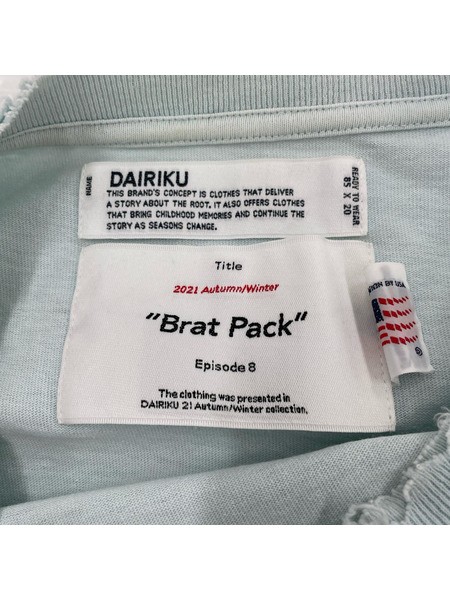 NAME
DAIRIKU
THIS BRAND'S CONCEPT IS CLOTHES THAT DELIVER
A STORY ABOUT THE ROOT. IT ALSO OFFERS CLOTHES
THAT BRING CHILDHOOD MEMORIES AND CONTINUE THE
STORY AS SEASONS CHANGE.
READY TO WEAR
85 X 20
Title
2021 Autumn/Winter
"Brat Pack"
Episode 8
The clothing was presented in
DAIRIKU 21 Autumn/Winter collection.
BY USA
®